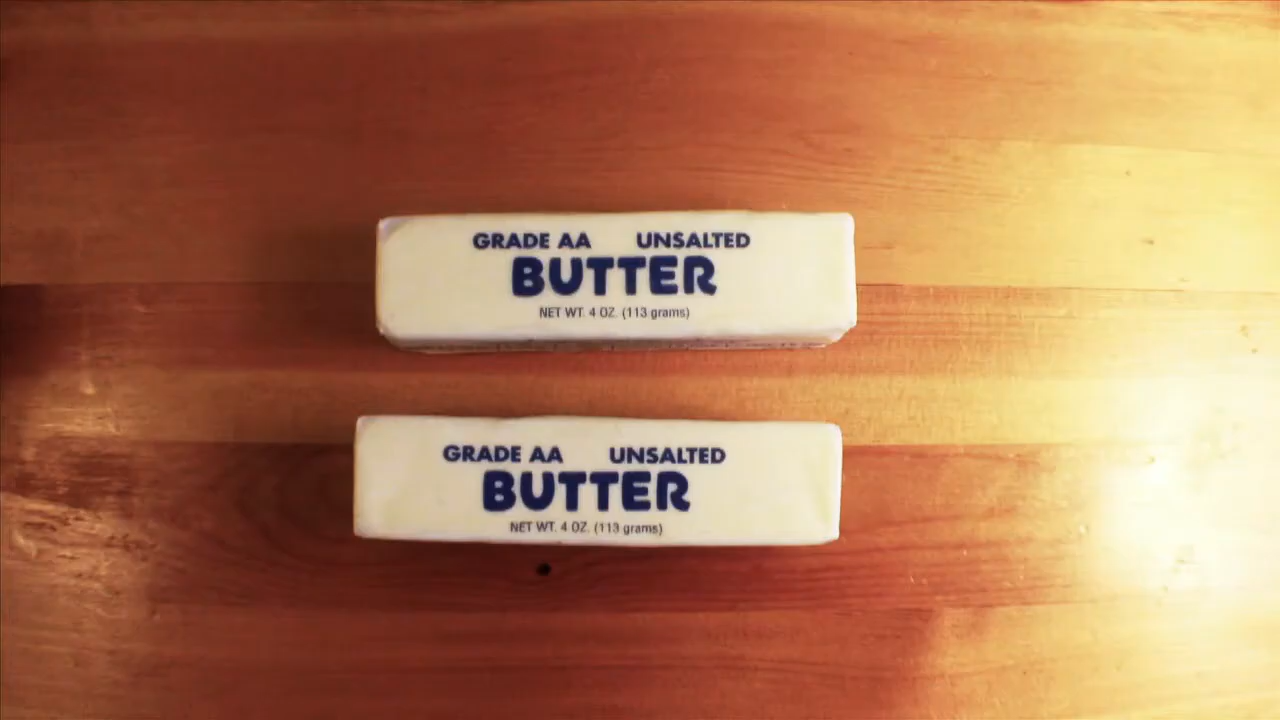 GRADE AA UNSALTED
BUTTER
NET WT. 4 OZ. (113 grams)
GRADE AA UNSALTED
BUTTER
NET WT. 4 OZ. (113 grams)